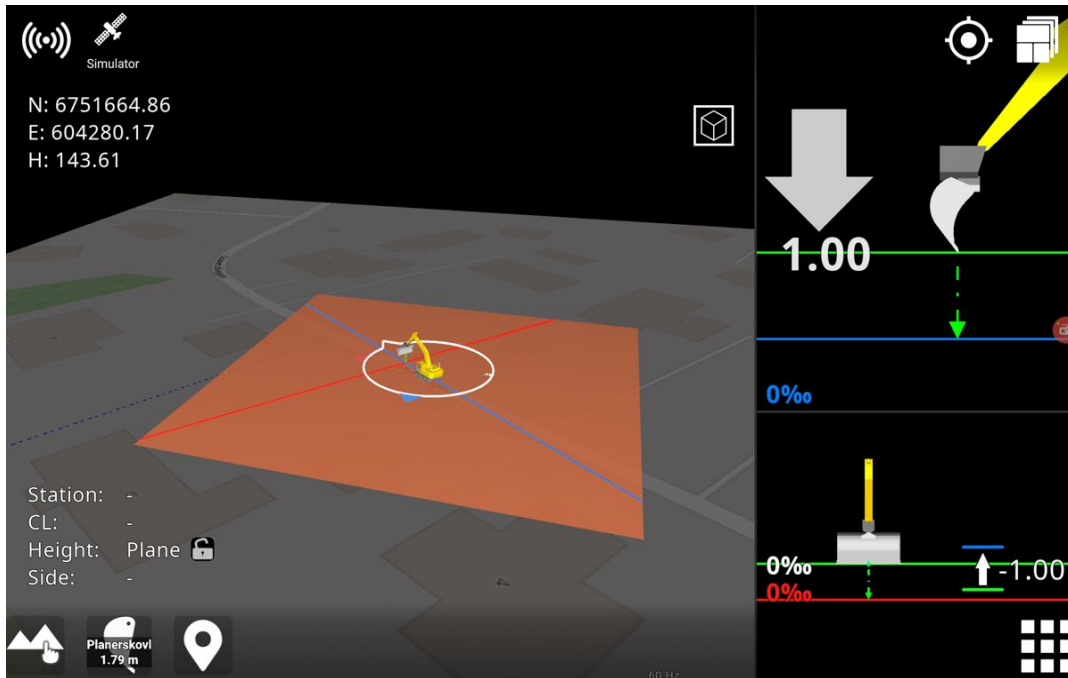 Simulator
N: 6751664.86
E: 604280.17
H: 143.61
1.00
0‰
Station: -
CL: -
Height: Plane
Side: -
0‰
0‰
-1.00
Planerskovl
1.79 m
60 Hz